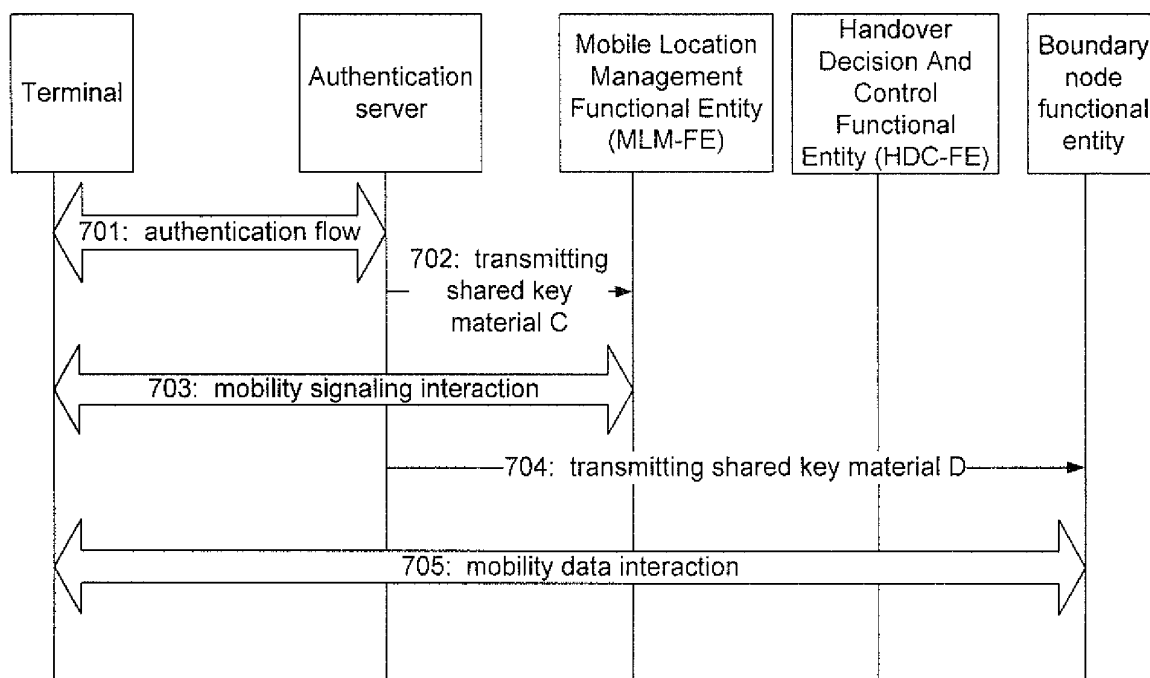 Terminal
Authentication
server
Mobile Location
Management
Functional Entity
(MLM-FE)
Handover
Decision And
Control
Functional
Entity (HDC-FE)
Boundary
node
functional
entity
701: authentication flow
702: transmitting
shared key
material C
703: mobility signaling interaction
704: transmitting shared key material D
705: mobility data interaction